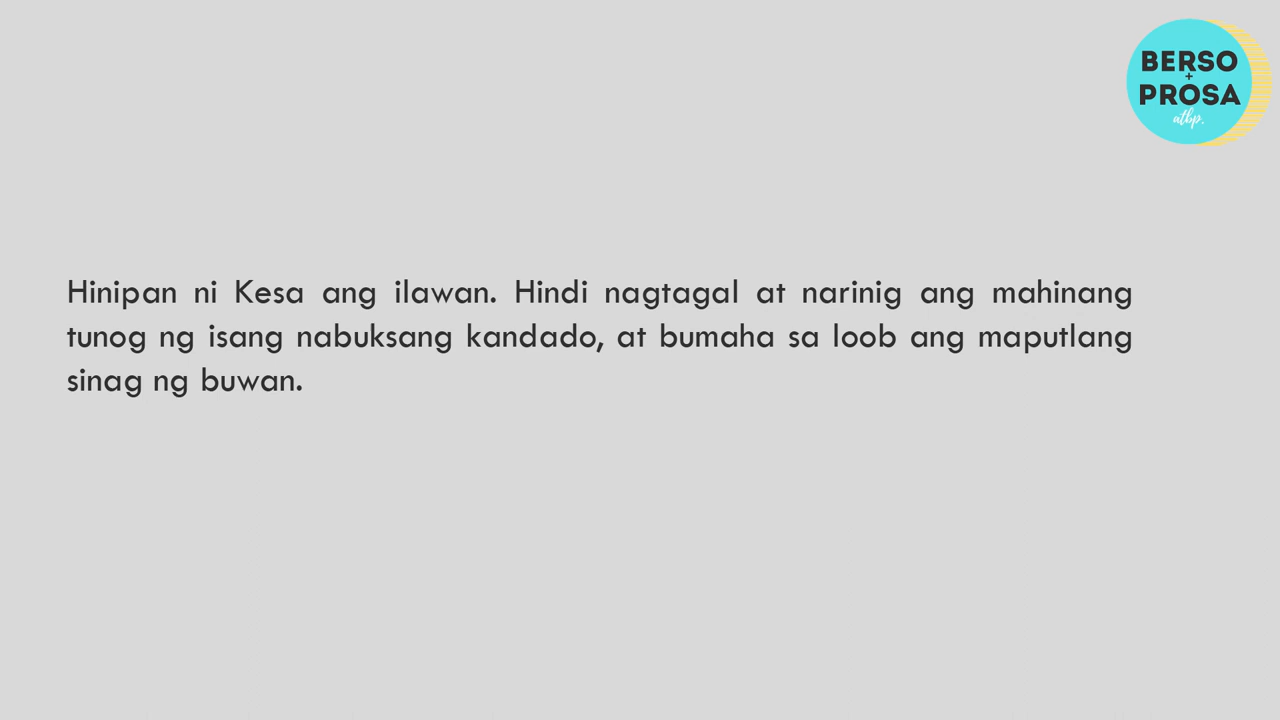 BERSO
+
PROSA
atbp.
Hinipan ni Kesa ang ilawan. Hindi nagtagal at narinig ang mahinang
tunog ng isang nabuksang kandado, at bumaha sa loob ang maputlang
sinag ng buwan.